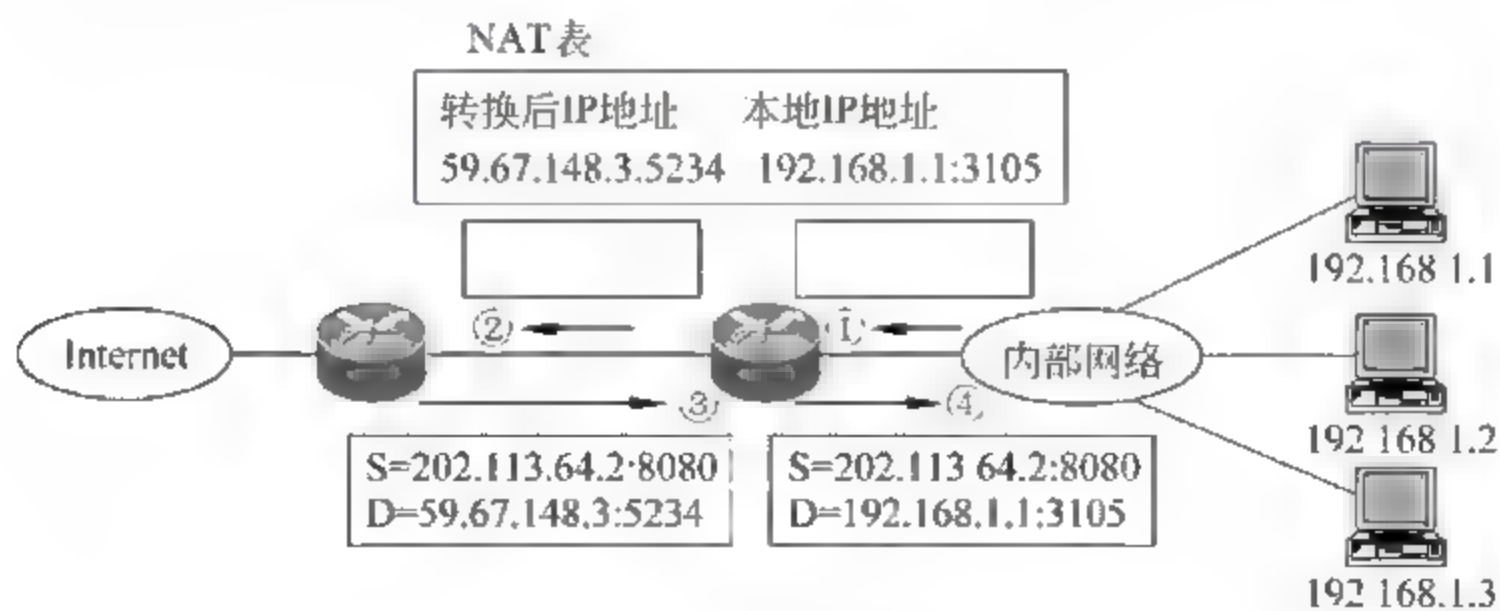 NAT表
转换后IP地址 本地IP地址
59.67.148.3.5234 192.168.1.1:3105
192.168 1.1
② ①
Internet
内部网络
③ ④
192 168 1.2
S=202.113.64.2:8080 S=202.113 64.2:8080
D=59.67.148.3:5234 D=192.168.1.1:3105
192 168.1.3